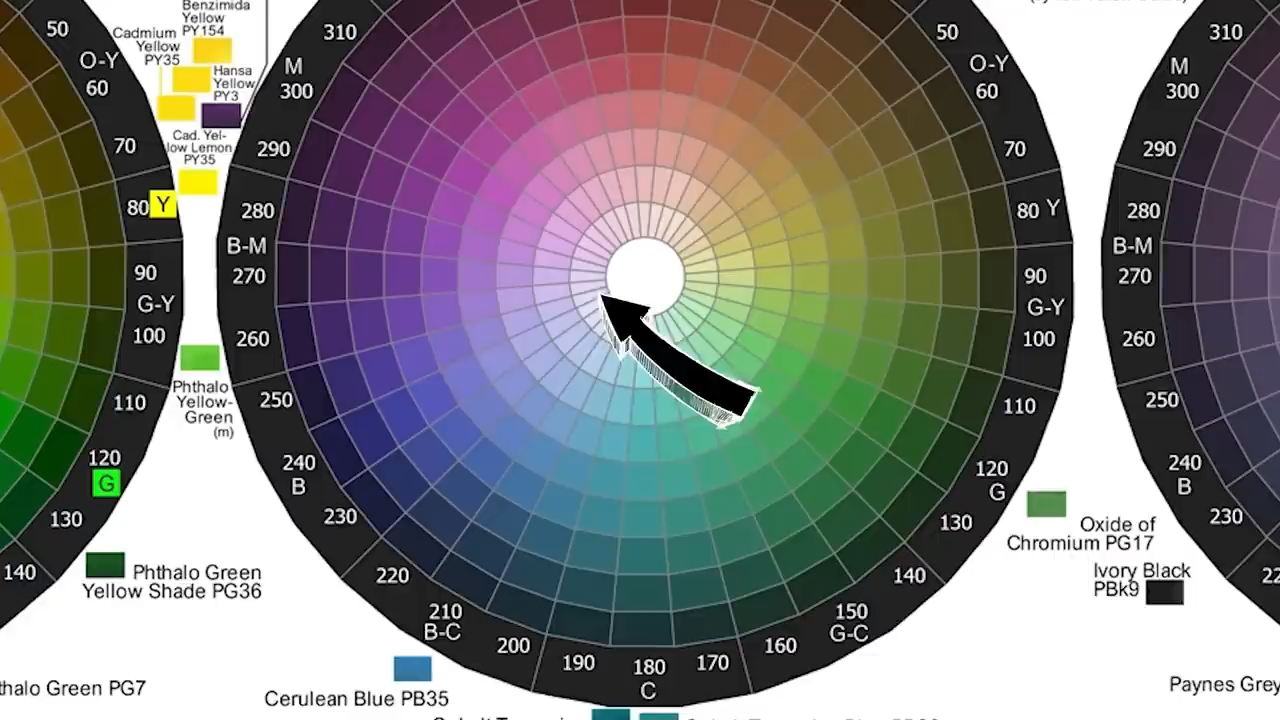 Benzimida
Yellow
PY154
Cadmium
Yellow
PY35
Hansa
Yellow
PY3
Cad. Yel-
low Lemon
PY35
50
O-Y
60
70
80 Y
90
G-Y
100
110
120
G
130
140
Phthalo
Yellow-
Green
(m)
Phthalo Green
Yellow Shade PG36
thalo Green PG7
310
M
300
290
280
B-M
270
260
250
240
B
230
220
210
B-C
200
190
180
C
170
160
150
G-C
140
130
120
G
110
100
G-Y
90
80 Y
70
60
O-Y
50
Cerulean Blue PB35
Oxide of
Chromium PG17
Ivory Black
PBk9
310
M
300
290
280
B-M
270
260
250
240
B
230
22
Paynes Grey